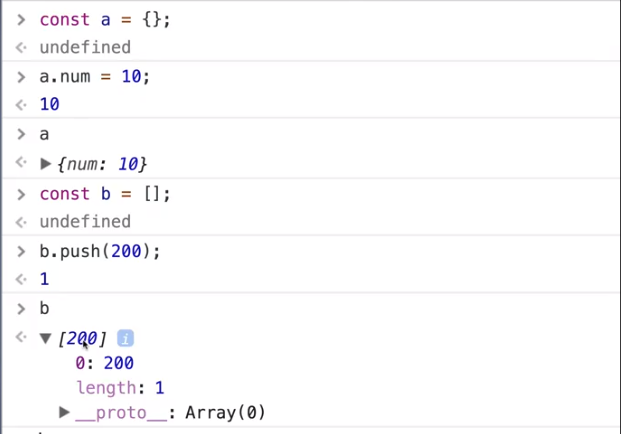 const a = {};
undefined
a.num = 10;
10
a
{num: 10}
const b = [];
undefined
b.push(200);
1
b
[200] i
0: 200
length: 1
__proto__: Array(0)